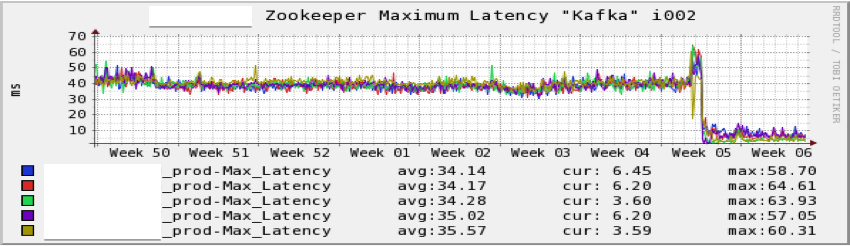 Zookeeper Maximum Latency "Kafka" i002
RRDTOOL / TOBI OETIKER
ms
70
60
50
40
30
20
10
Week 50 Week 51 Week 52 Week 01 Week 02 Week 03 Week 04 Week 05 Week 06
_prod-Max_Latency avg:34.14 cur: 6.45 max:58.70
_prod-Max_Latency avg:34.17 cur: 6.20 max:64.61
_prod-Max_Latency avg:34.28 cur: 3.60 max:63.93
_prod-Max_Latency avg:35.02 cur: 6.20 max:57.05
_prod-Max_Latency avg:35.57 cur: 3.59 max:60.31